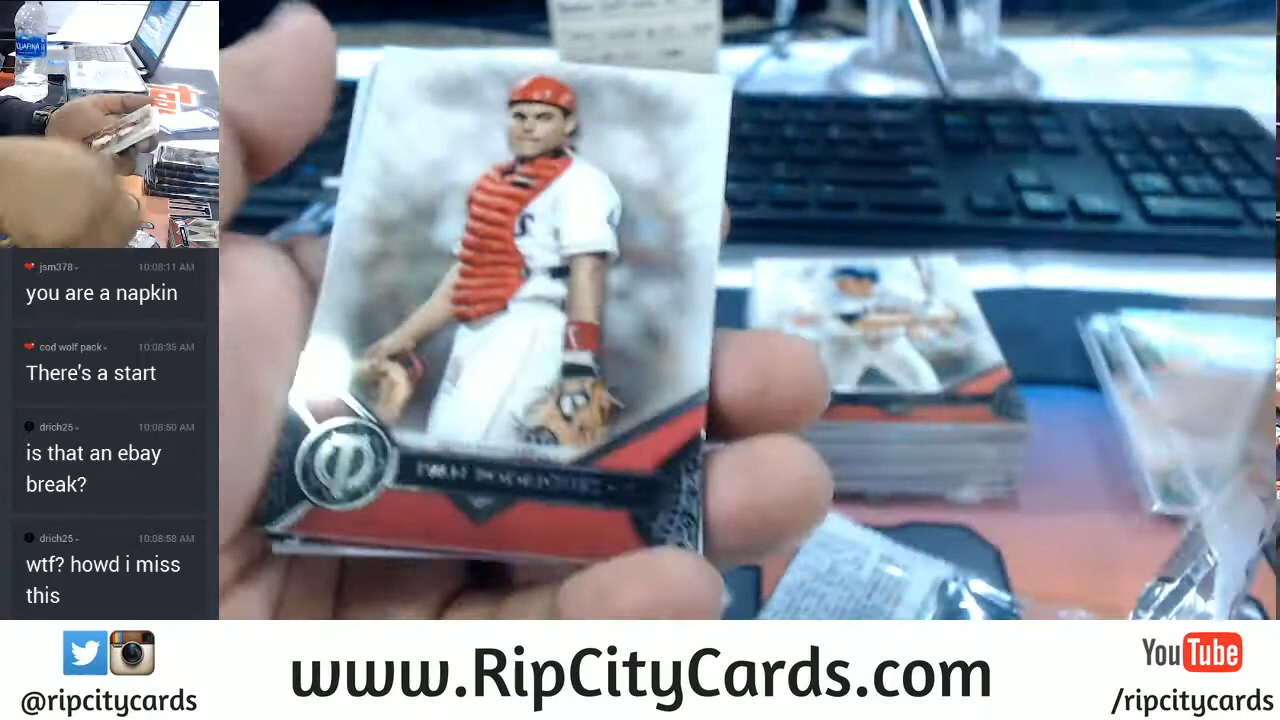 AQUAFINA
jsm378 10:08:11 AM
you are a napkin
cod wolf pack 10:08:35 AM
There's a start
drich25 10:08:50 AM
is that an ebay
break?
drich25 10:08:58 AM
wtf? howd i miss
this
@ripcitycards
www.RipCityCards.com
YouTube
/ripcitycards